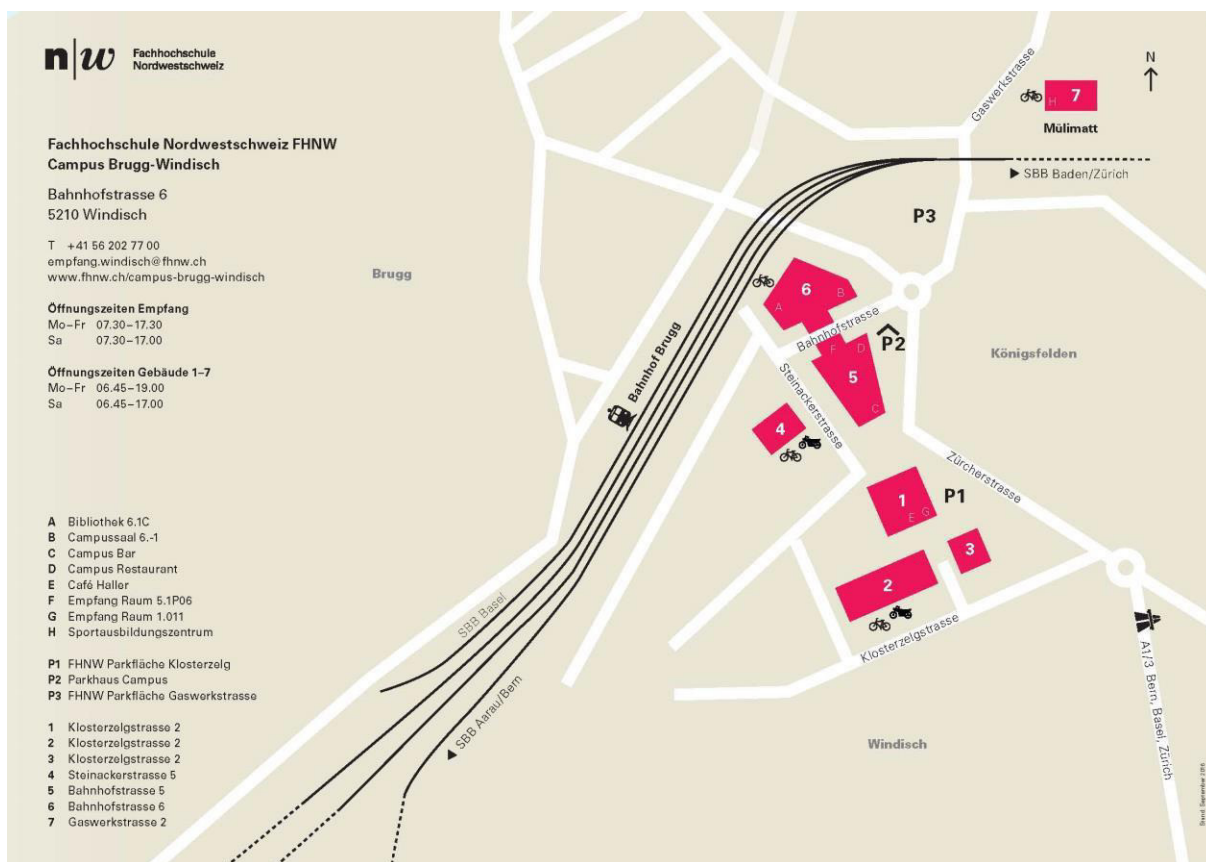 n|w Fachhochschule
Nordwestschweiz
Fachhochschule Nordwestschweiz FHNW
Campus Brugg-Windisch
Bahnhofstrasse 6
5210 Windisch
T +41 56 202 77 00
empfang.windisch@fhnw.ch
www.fhnw.ch/campus-brugg-windisch
Öffnungszeiten Empfang
Mo–Fr 07.30–17.30
Sa 07.30–17.00
Öffnungszeiten Gebäude 1–7
Mo–Fr 06.45–19.00
Sa 06.45–17.00
A Bibliothek 6.1C
B Campussaal 6.-1
C Campus Bar
D Campus Restaurant
E Café Haller
F Empfang Raum 5.1P06
G Empfang Raum 1.011
H Sportausbildungszentrum
P1 FHNW Parkfläche Klosterzelg
P2 Parkhaus Campus
P3 FHNW Parkfläche Gaswerkstrasse
1 Klosterzelgstrasse 2
2 Klosterzelgstrasse 2
3 Klosterzelgstrasse 2
4 Steinackerstrasse 5
5 Bahnhofstrasse 5
6 Bahnhofstrasse 6
7 Gaswerkstrasse 2
N
Gaswerkstrasse
H 7
Mülimatt
SBB Baden/Zürich
P3
Brugg
6
A
B
Bahnhofstrasse
P2
Königsfelden
F
D
5
C
Bahnhof Brugg
Steinackerstrasse
4
Zürcherstrasse
1
E
G
P1
3
2
Klosterzelgstrasse
SBB Basel
SBB Aarau/Bern
Windisch
A1/3 Bern, Basel, Zürich
Stand: September 2016